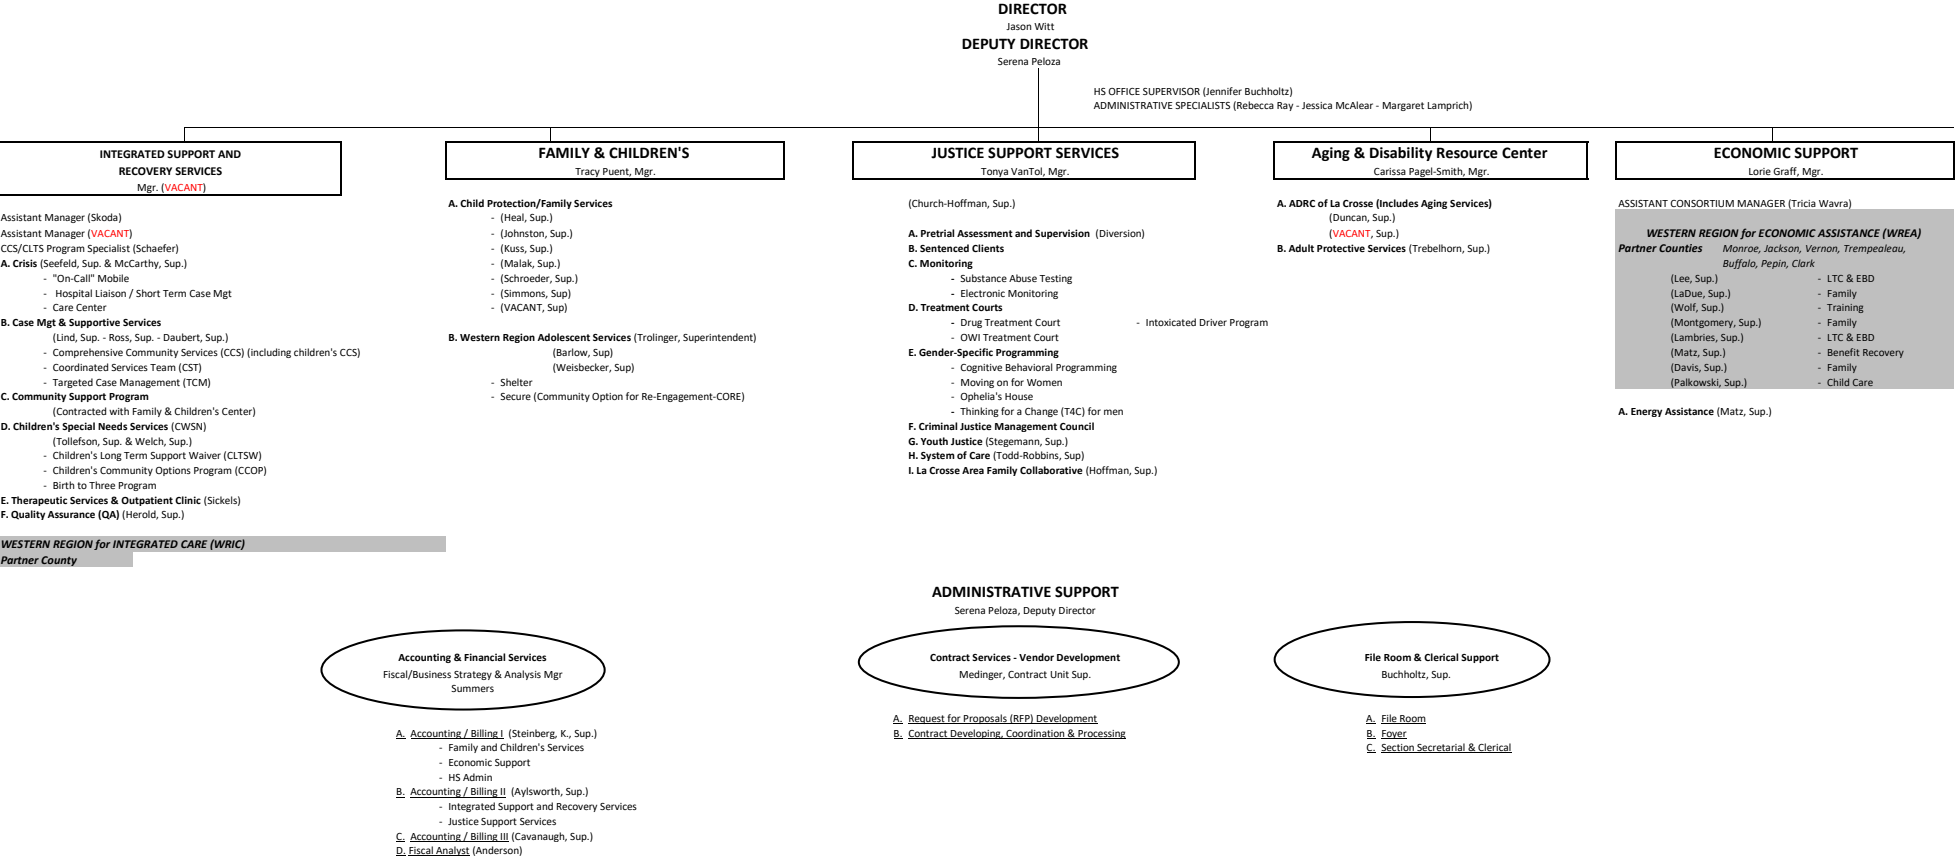 DIRECTOR
Jason Witt
DEPUTY DIRECTOR
Serena Peloza
HS OFFICE SUPERVISOR (Jennifer Buchholtz)
ADMINISTRATIVE SPECIALISTS (Rebecca Ray - Jessica McAlear - Margaret Lamprich)
INTEGRATED SUPPORT AND
RECOVERY SERVICES
Mgr. (VACANT)
Assistant Manager (Skoda)
Assistant Manager (VACANT)
CCS/CLTS Program Specialist (Schaefer)
A. Crisis (Seefeld, Sup. & McCarthy, Sup.)
- "On-Call" Mobile
- Hospital Liaison / Short Term Case Mgt
- Care Center
B. Case Mgt & Supportive Services
(Lind, Sup. - Ross, Sup. - Daubert, Sup.)
- Comprehensive Community Services (CCS) (including children's CCS)
- Coordinated Services Team (CST)
- Targeted Case Management (TCM)
C. Community Support Program
(Contracted with Family & Children's Center)
D. Children's Special Needs Services (CWSN)
(Tollefson, Sup. & Welch, Sup.)
- Children's Long Term Support Waiver (CLTSW)
- Children's Community Options Program (CCOP)
- Birth to Three Program
E. Therapeutic Services & Outpatient Clinic (Sickels)
F. Quality Assurance (QA) (Herold, Sup.)
WESTERN REGION for INTEGRATED CARE (WRIC)
Partner County
FAMILY & CHILDREN'S
Tracy Puent, Mgr.
A. Child Protection/Family Services
- (Heal, Sup.)
- (Johnston, Sup.)
- (Kuss, Sup.)
- (Malak, Sup.)
- (Schroeder, Sup.)
- (Simmons, Sup)
- (VACANT, Sup)
B. Western Region Adolescent Services (Trolinger, Superintendent)
(Barlow, Sup)
(Weisbecker, Sup)
- Shelter
- Secure (Community Option for Re-Engagement-CORE)
JUSTICE SUPPORT SERVICES
Tonya VanTol, Mgr.
(Church-Hoffman, Sup.)
A. Pretrial Assessment and Supervision (Diversion)
B. Sentenced Clients
C. Monitoring
- Substance Abuse Testing
- Electronic Monitoring
D. Treatment Courts
- Drug Treatment Court - Intoxicated Driver Program
- OWI Treatment Court
E. Gender-Specific Programming
- Cognitive Behavioral Programming
- Moving on for Women
- Ophelia's House
- Thinking for a Change (T4C) for men
F. Criminal Justice Management Council
G. Youth Justice (Stegemann, Sup.)
H. System of Care (Todd-Robbins, Sup)
I. La Crosse Area Family Collaborative (Hoffman, Sup.)
Aging & Disability Resource Center
Carissa Pagel-Smith, Mgr.
A. ADRC of La Crosse (Includes Aging Services)
(Duncan, Sup.)
(VACANT, Sup.)
B. Adult Protective Services (Trebelhorn, Sup.)
ECONOMIC SUPPORT
Lorie Graff, Mgr.
ASSISTANT CONSORTIUM MANAGER (Tricia Wavra)
WESTERN REGION for ECONOMIC ASSISTANCE (WREA)
Partner Counties Monroe, Jackson, Vernon, Trempealeau,
Buffalo, Pepin, Clark
(Lee, Sup.) - LTC & EBD
(LaDue, Sup.) - Family
(Wolf, Sup.) - Training
(Montgomery, Sup.) - Family
(Lambries, Sup.) - LTC & EBD
(Matz, Sup.) - Benefit Recovery
(Davis, Sup.) - Family
(Palkowski, Sup.) - Child Care
A. Energy Assistance (Matz, Sup.)
ADMINISTRATIVE SUPPORT
Serena Peloza, Deputy Director
Accounting & Financial Services
Fiscal/Business Strategy & Analysis Mgr
Summers
A. Accounting / Billing I (Steinberg, K., Sup.)
- Family and Children's Services
- Economic Support
- HS Admin
B. Accounting / Billing II (Aylsworth, Sup.)
- Integrated Support and Recovery Services
- Justice Support Services
C. Accounting / Billing III (Cavanaugh, Sup.)
D. Fiscal Analyst (Anderson)
Contract Services - Vendor Development
Medinger, Contract Unit Sup.
A. Request for Proposals (RFP) Development
B. Contract Developing, Coordination & Processing
File Room & Clerical Support
Buchholtz, Sup.
A. File Room
B. Foyer
C. Section Secretarial & Clerical